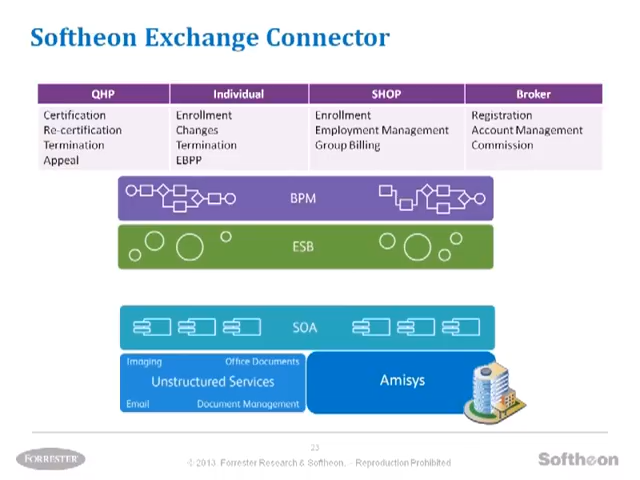 Softheon Exchange Connector
QHP Individual SHOP Broker
Certification Enrollment Enrollment Registration
Re-certification Changes Employment Management Account Management
Termination Termination Group Billing Commission
Appeal EBPP
BPM
ESB
SOA
Imaging Office Documents
Unstructured Services
Email Document Management
Amisys
23
FORRESTER
© 2013 Forrester Research & Softheon. - Reproduction Prohibited
Softheon